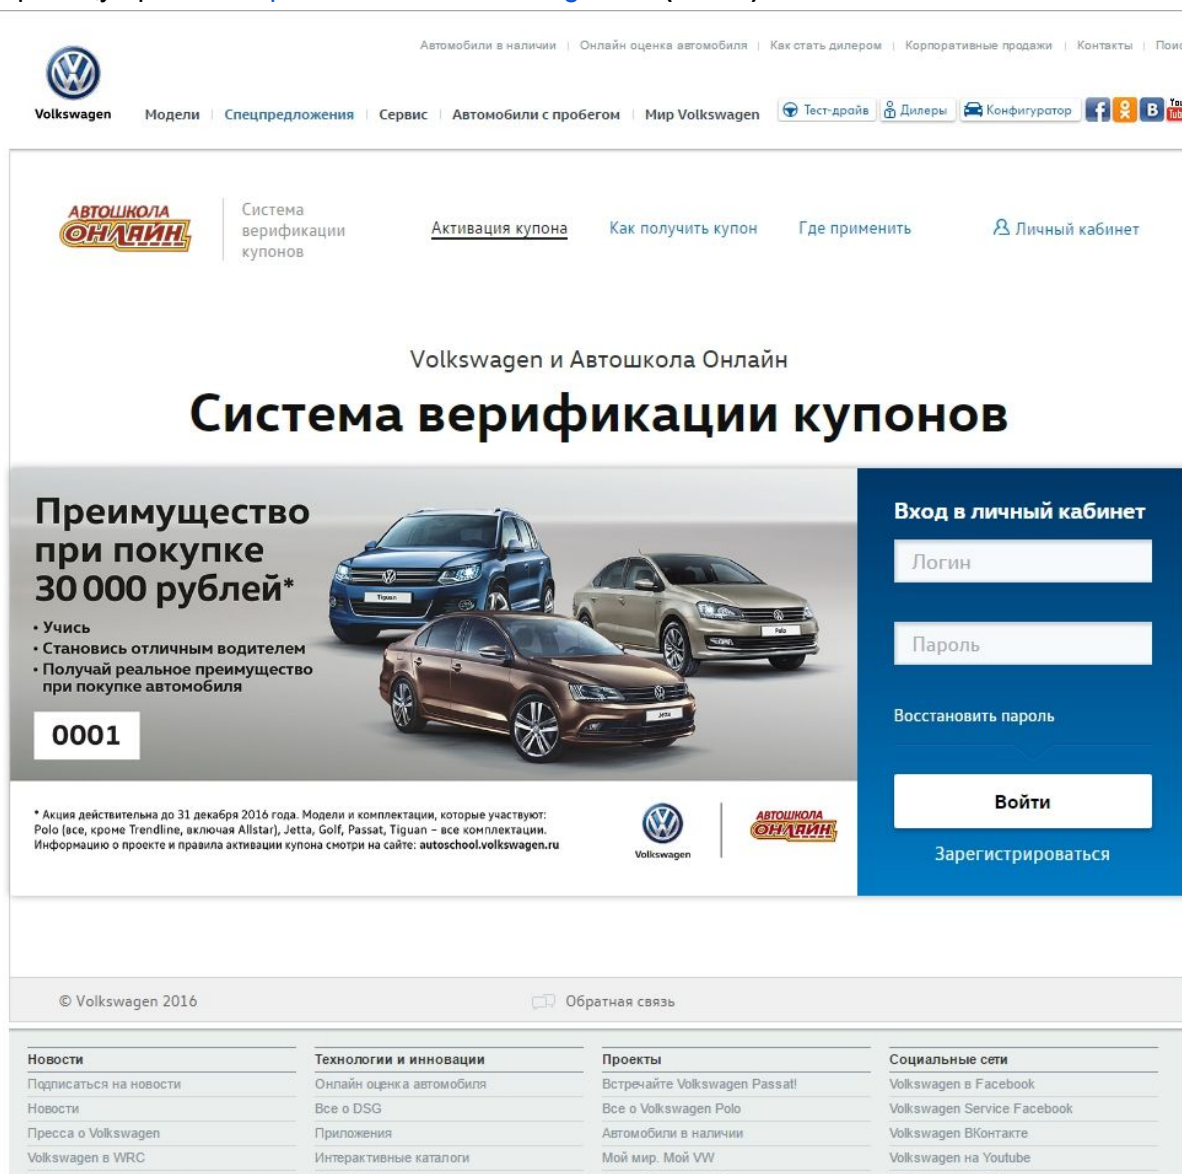 Автомобили в наличии | Онлайн оценка автомобиля | Как стать дилером | Корпоративные продажи | Контакты |
Volkswagen
Модели | Спецпредложения | Сервис | Автомобили с пробегом | Мир Volkswagen
Тест-драйв
Дилеры
Конфигуратор
АВТОШКОЛА
ОНЛАЙН
Система
верификации
купонов
Активация купона
Как получить купон
Где применить
Личный кабинет
Volkswagen и Автошкола Онлайн
Система верификации купонов
Преимущество
при покупке
30 000 рублей*
• Учись
• Становись отличным водителем
• Получай реальное преимущество
при покупке автомобиля
0001
Tiguan
Polo
Jetta
* Акция действительна до 31 декабря 2016 года. Модели и комплектации, которые участвуют:
Polo (все, кроме Trendline, включая Allstar), Jetta, Golf, Passat, Tiguan – все комплектации.
Информацию о проекте и правила активации купона смотри на сайте: autoschool.volkswagen.ru
Volkswagen
АВТОШКОЛА
ОНЛАЙН
Вход в личный кабинет
Логин
Пароль
Восстановить пароль
Войти
Зарегистрироваться
© Volkswagen 2016
Обратная связь
Новости
Подписаться на новости
Новости
Пресса о Volkswagen
Volkswagen в WRC
Технологии и инновации
Онлайн оценка автомобиля
Все о DSG
Приложения
Интерактивные каталоги
Проекты
Встречайте Volkswagen Passat!
Все о Volkswagen Polo
Автомобили в наличии
Мой мир. Мой VW
Социальные сети
Volkswagen в Facebook
Volkswagen Service Facebook
Volkswagen ВКонтакте
Volkswagen на Youtube